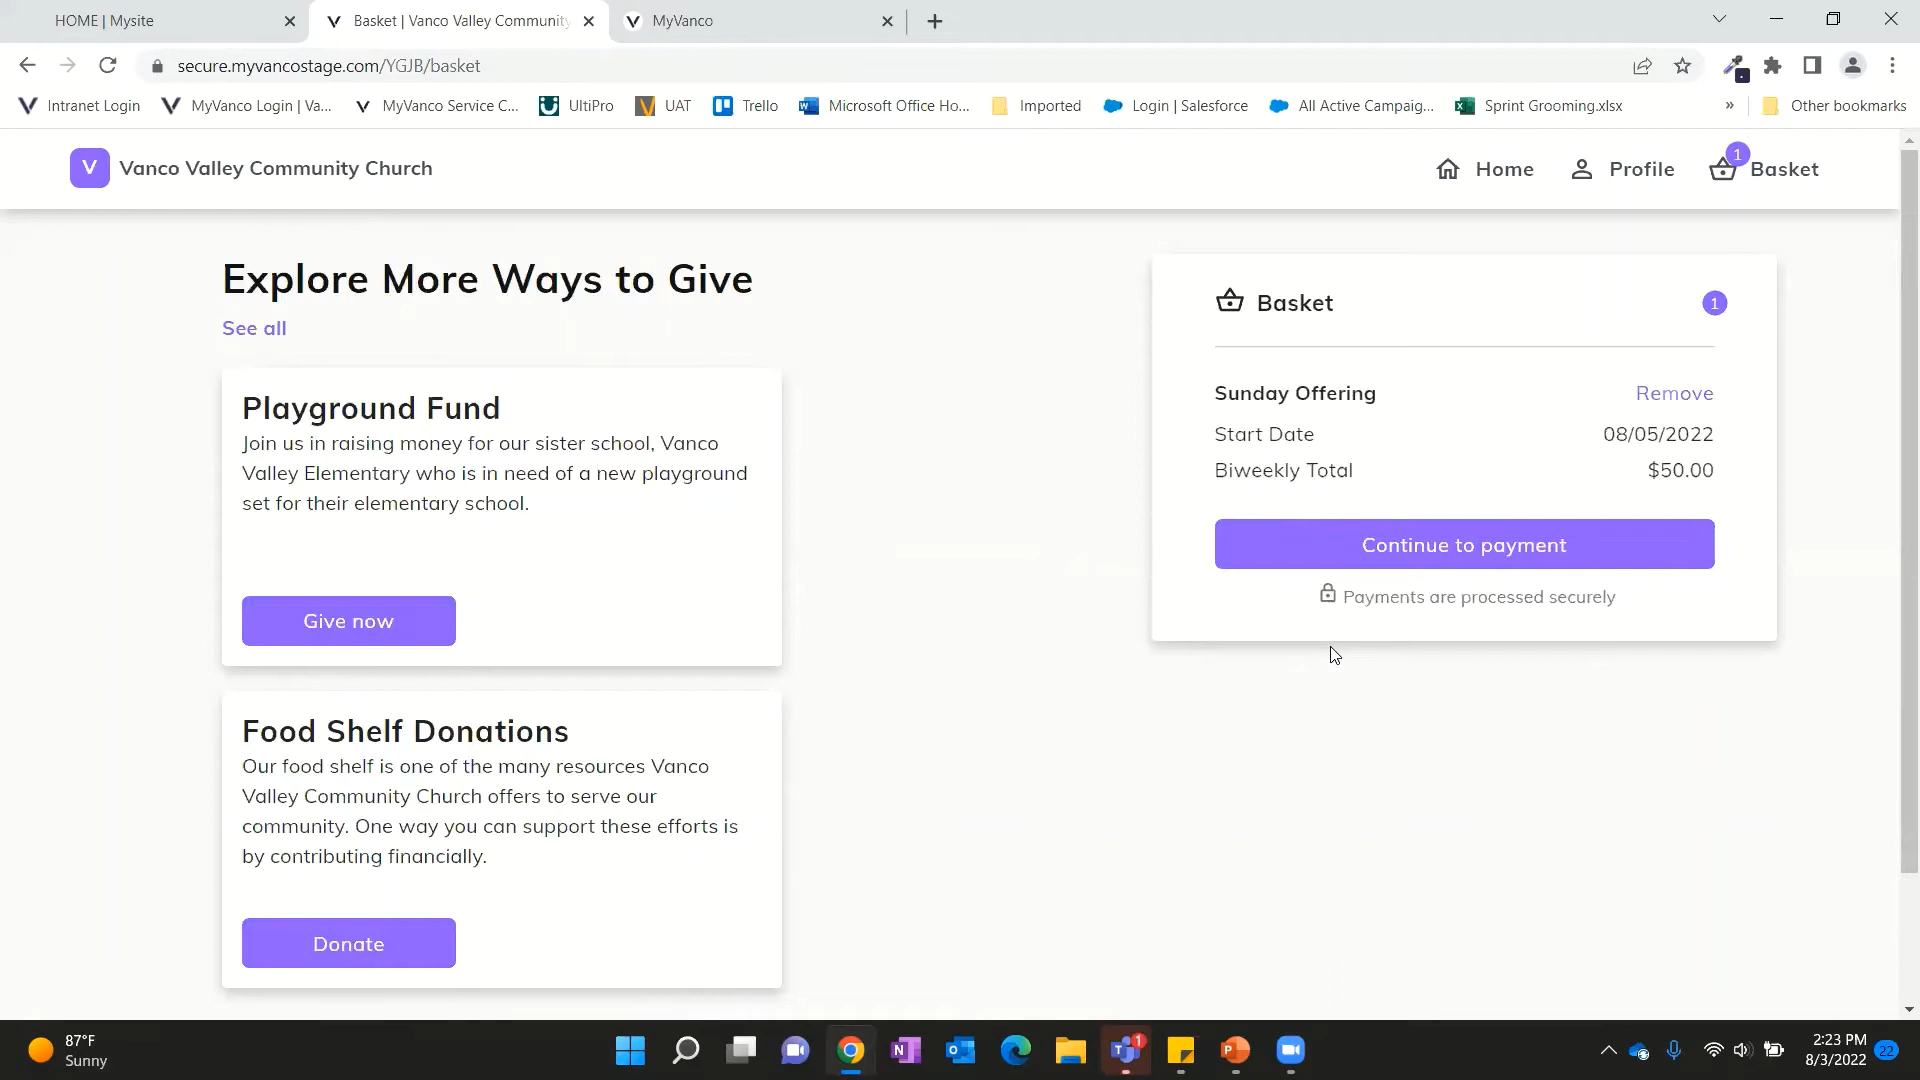 HOME | Mysite
Basket | Vanco Valley Community
MyVanco
secure.myvancostage.com/YGJB/basket
Intranet Login
MyVanco Login | Va...
MyVanco Service C...
UltiPro
UAT
Trello
Microsoft Office Ho...
Imported
Login | Salesforce
All Active Campaig...
Sprint Grooming.xlsx
»
Other bookmarks
V
Vanco Valley Community Church
Home
Profile
1
Basket
Explore More Ways to Give
See all
Playground Fund
Join us in raising money for our sister school, Vanco
Valley Elementary who is in need of a new playground
set for their elementary school.
Give now
Food Shelf Donations
Our food shelf is one of the many resources Vanco
Valley Community Church offers to serve our
community. One way you can support these efforts is
by contributing financially.
Donate
Basket
1
Sunday Offering
Remove
Start Date
08/05/2022
Biweekly Total
$50.00
Continue to payment
Payments are processed securely
87°F
Sunny
1
2:23 PM
8/3/2022
22